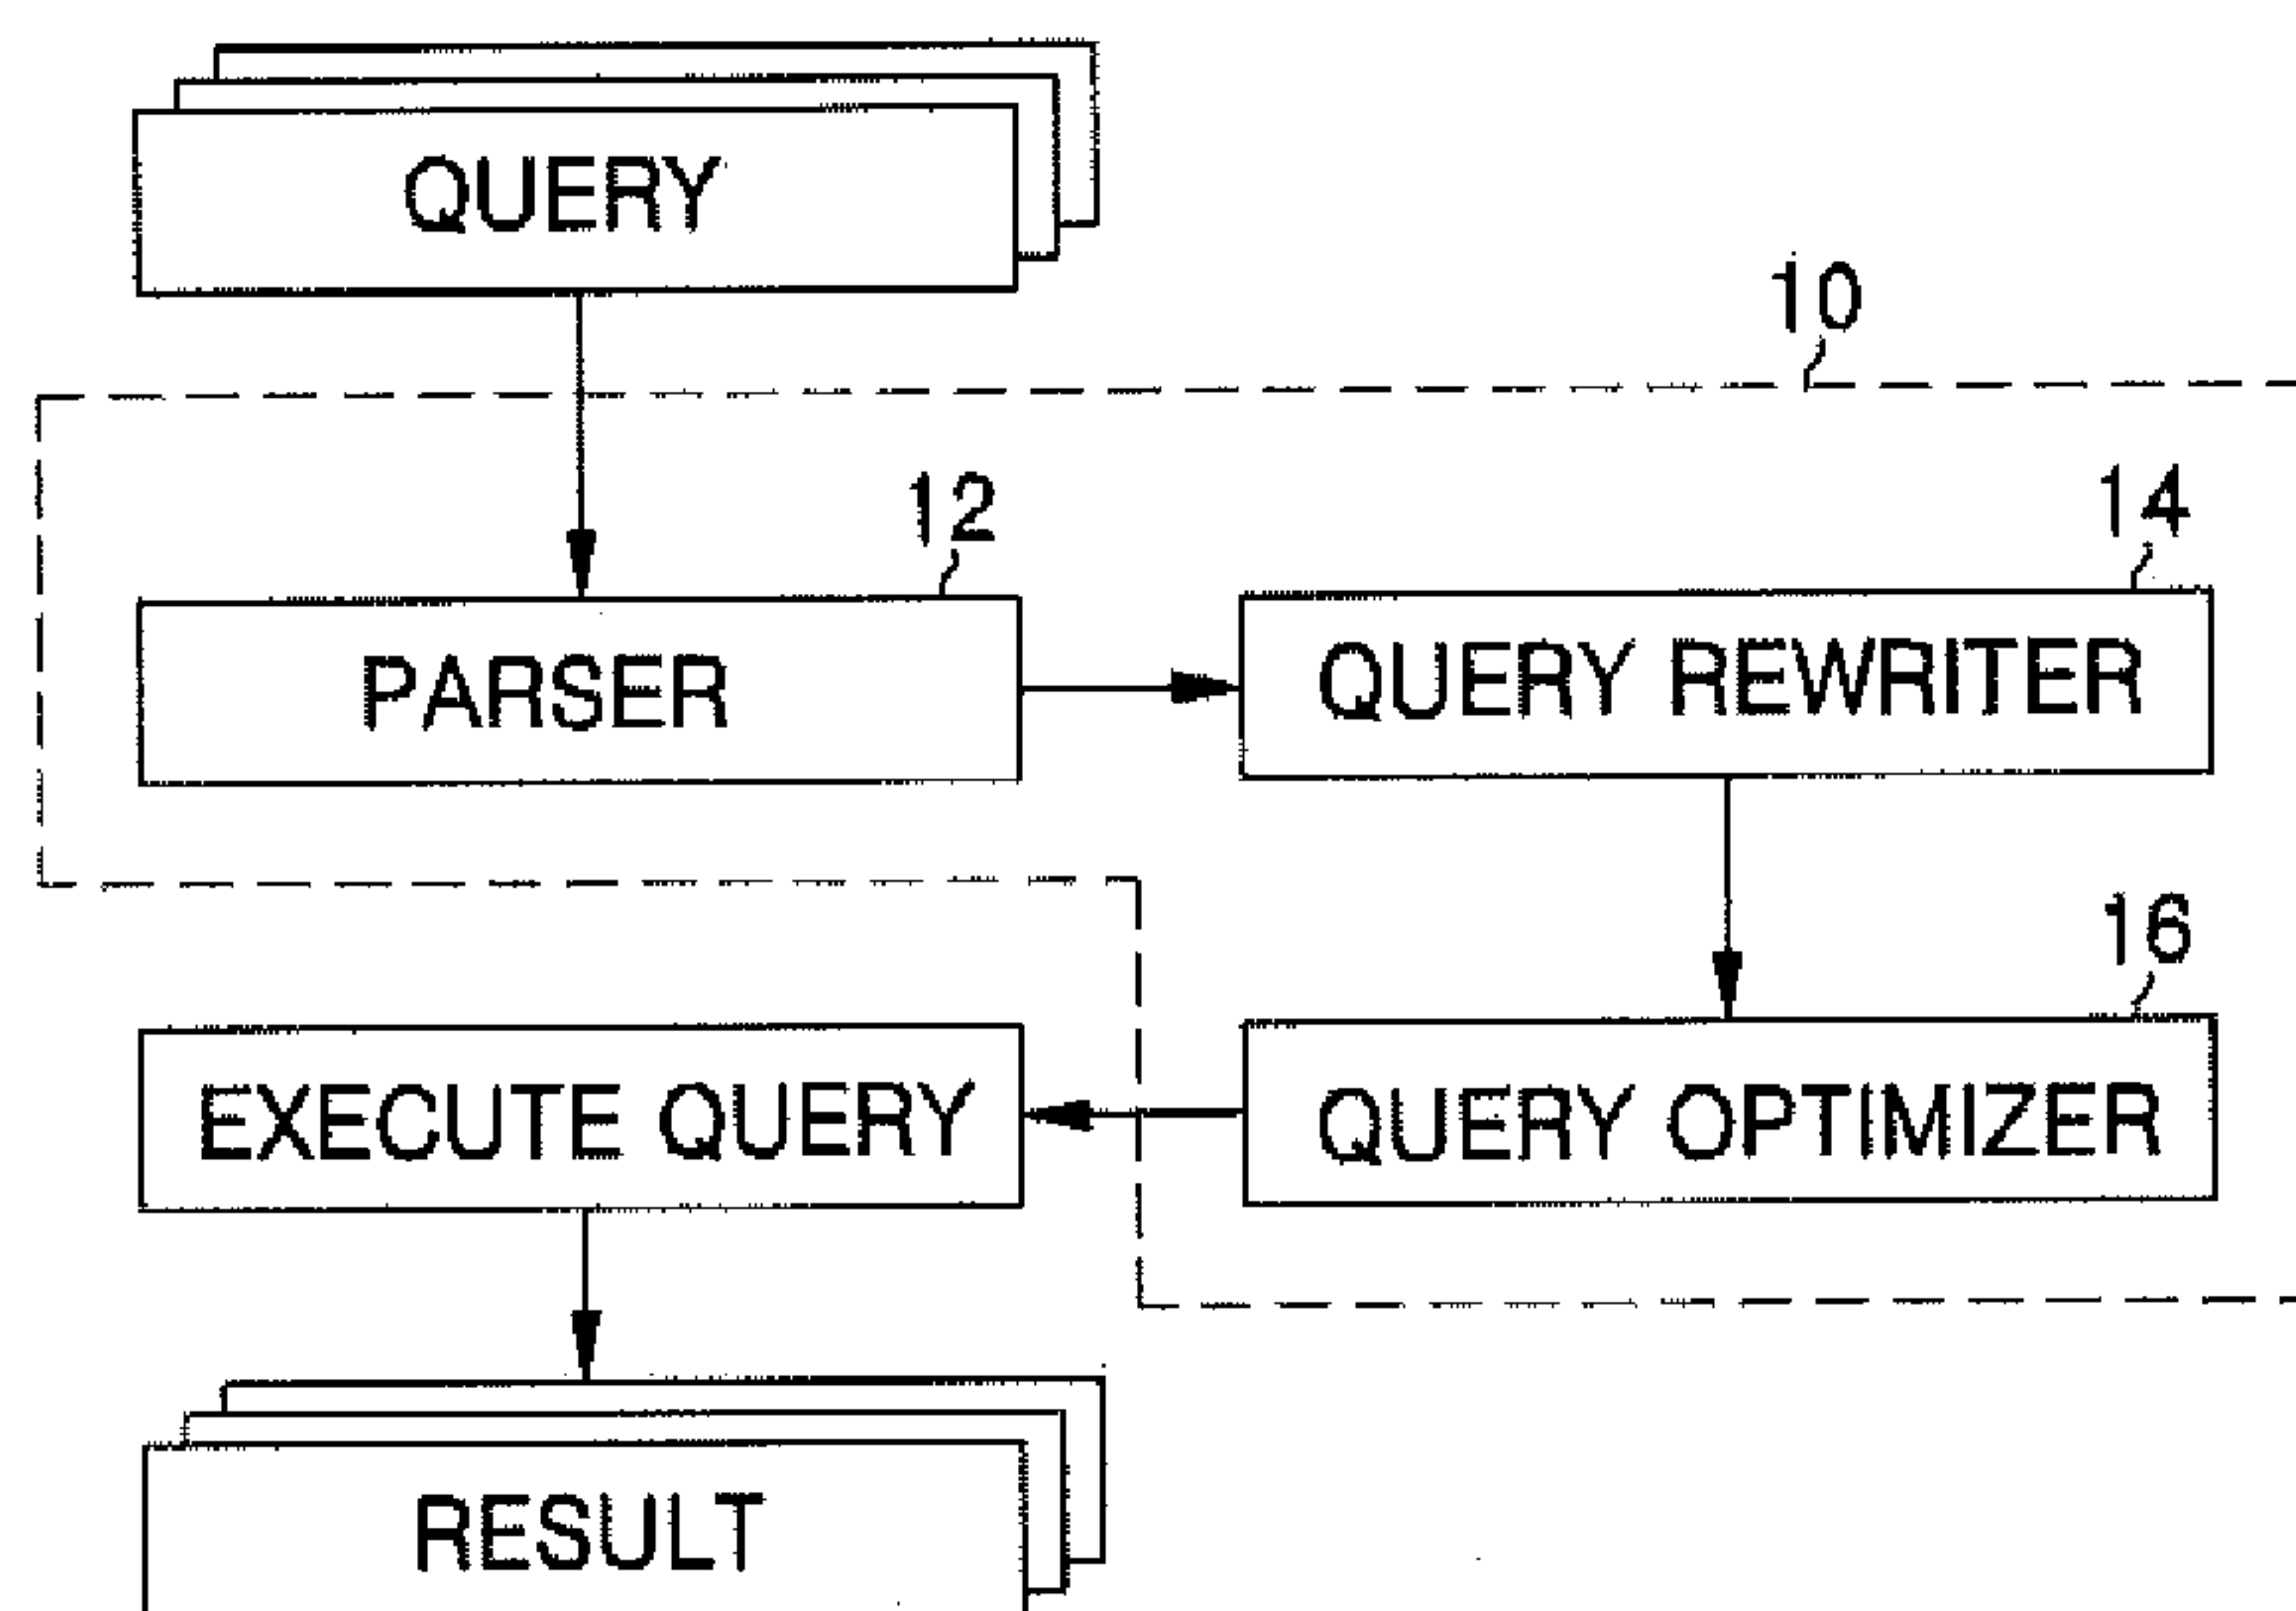 QUERY
10
12
14
PARSER
QUERY REWRITER
16
EXECUTE QUERY
QUERY OPTIMIZER
RESULT